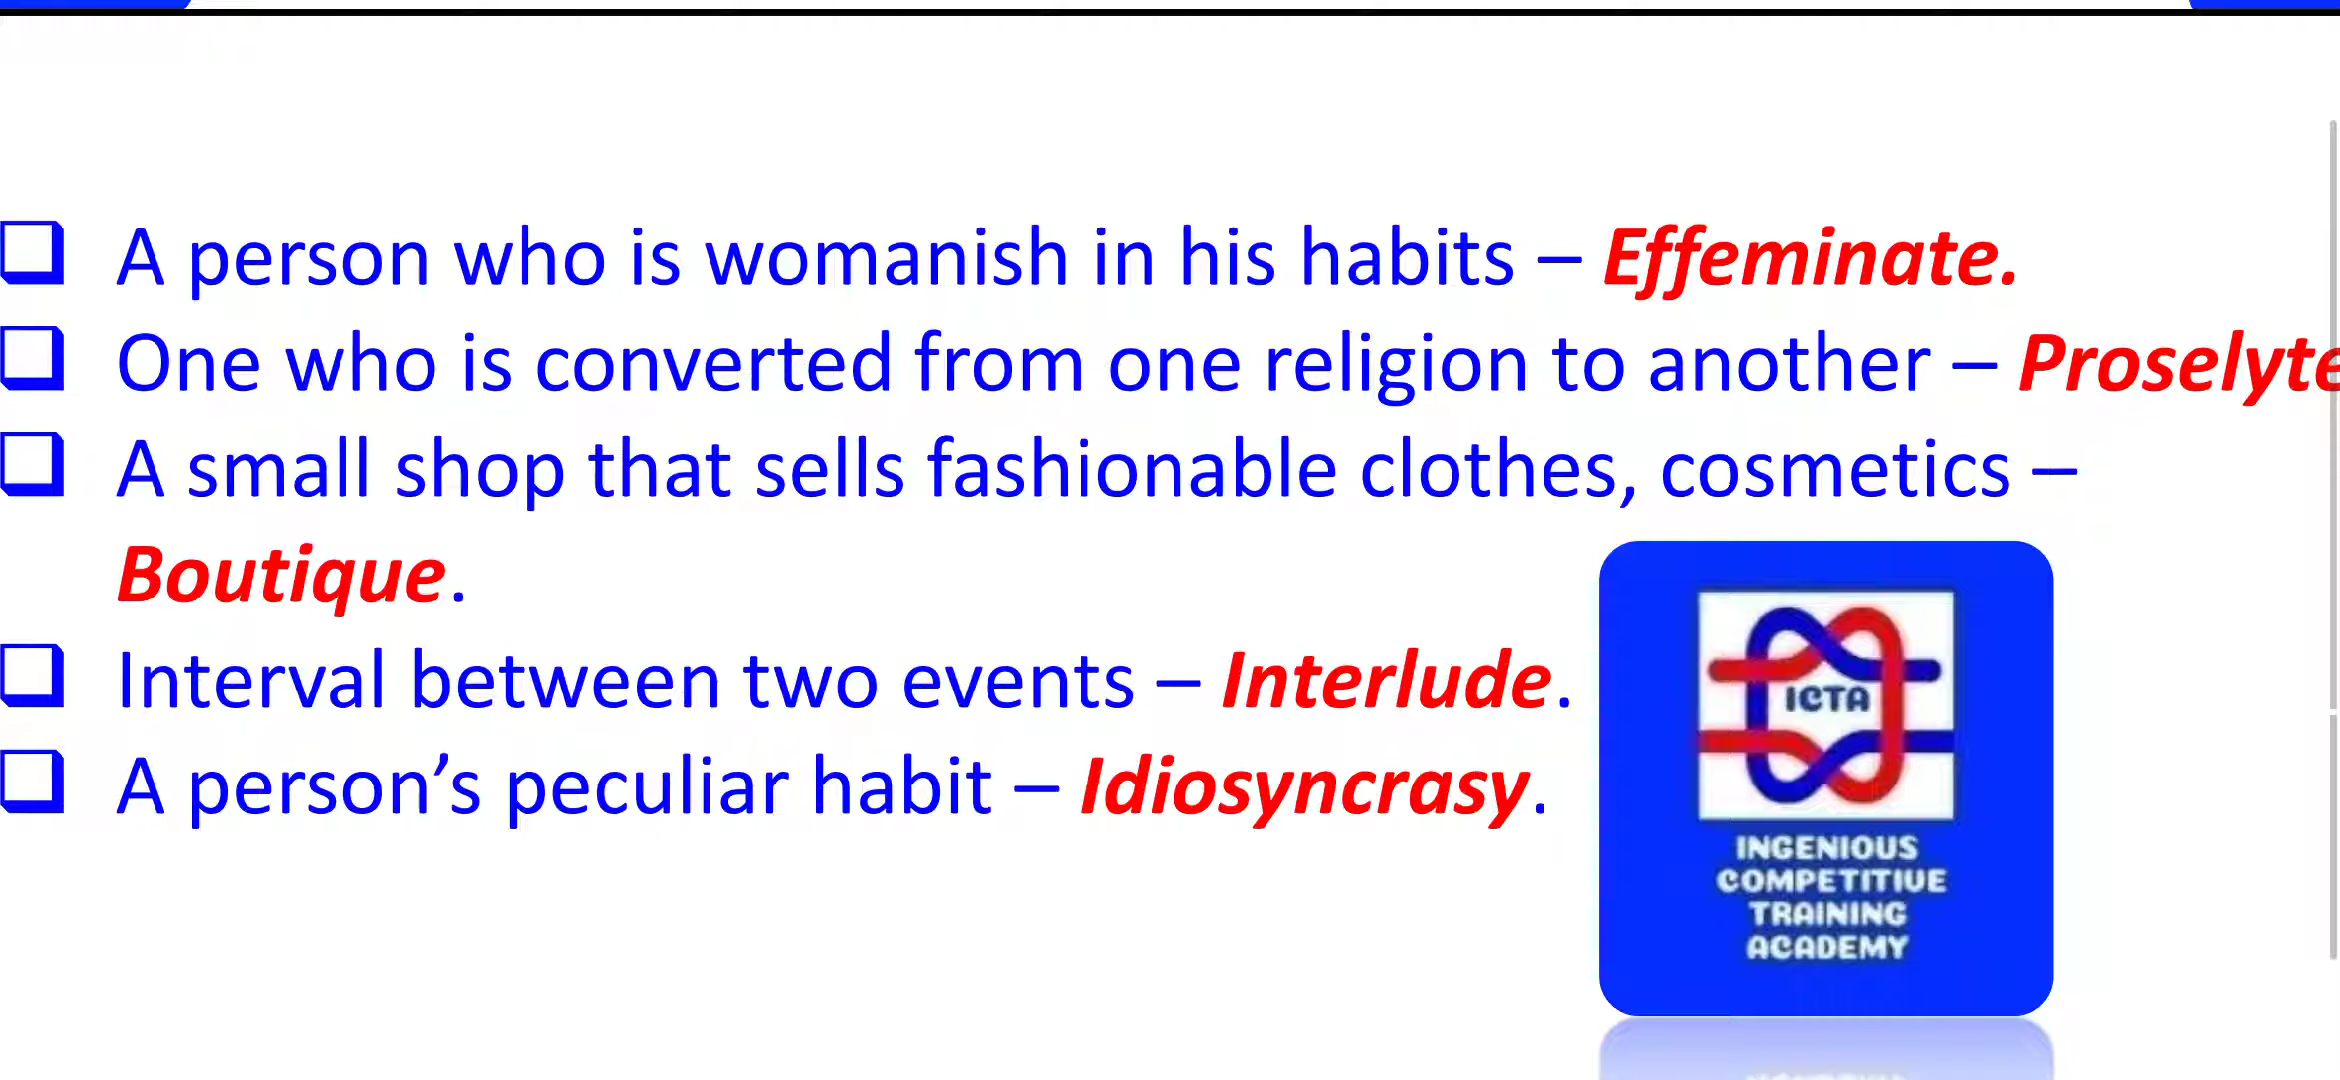 A person who is womanish in his habits – Effeminate.
One who is converted from one religion to another – Proselyte
A small shop that sells fashionable clothes, cosmetics –
Boutique.
Interval between two events – Interlude.
A person’s peculiar habit – Idiosyncrasy.
ICTA
INGENIOUS
COMPETITIVE
TRAINING
ACADEMY